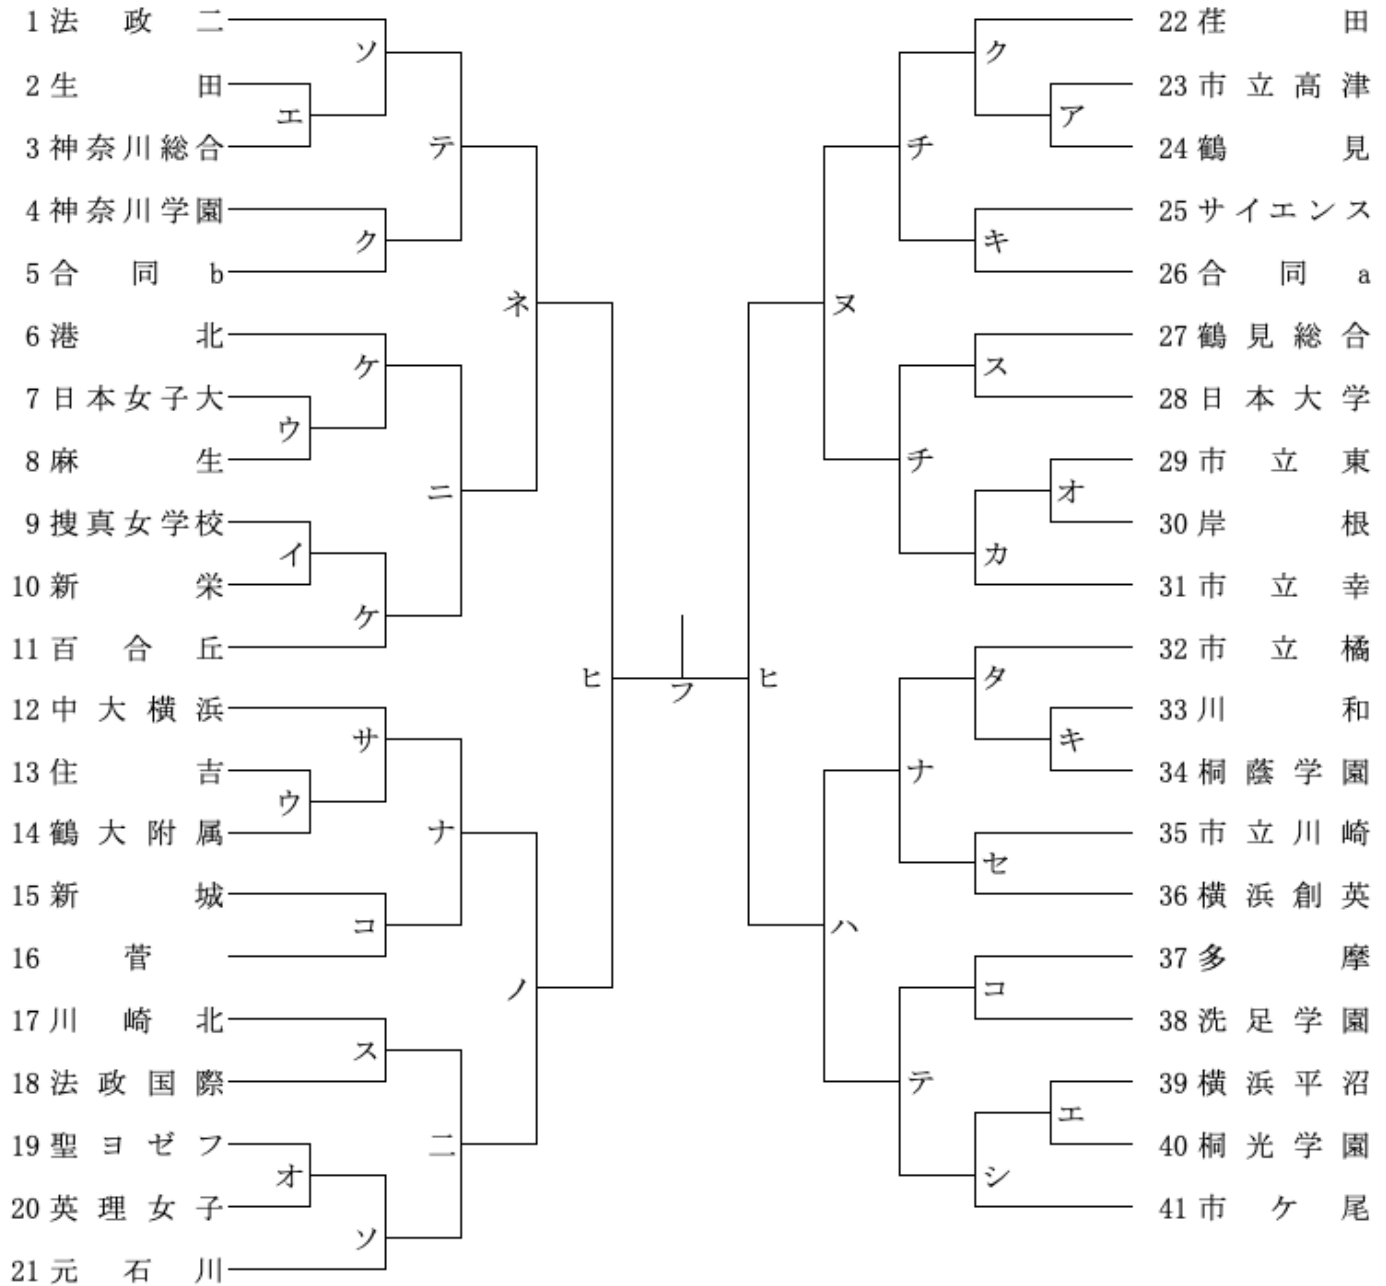 1 法政二
ソ
2 生田
エ
3 神奈川総合
テ
4 神奈川学園
ク
5 合同b
ネ
6 港北
ケ
7 日本女子大
ウ
8 麻生
ニ
9 捜真女学校
イ
10 新栄
ケ
11 百合丘
ヒ
12 中大横浜
サ
13 住吉
ウ
14 鶴大附属
ナ
15 新城
コ
16 菅
ノ
17 川崎北
ス
18 法政国際
19 聖ヨゼフ
ニ
オ
20 英理女子
ソ
21 元石川
フ
22 荏田
ク
23 市立高津
ア
24 鶴見
チ
25 サイエンス
キ
26 合同a
ヌ
27 鶴見総合
ス
28 日本大学
チ
29 市立東
オ
30 岸根
カ
31 市立幸
ヒ
32 市立橘
タ
33 川和
キ
34 桐蔭学園
ナ
35 市立川崎
セ
36 横浜創英
ハ
37 多摩
コ
38 洗足学園
テ
39 横浜平沼
エ
40 桐光学園
シ
41 市ケ尾